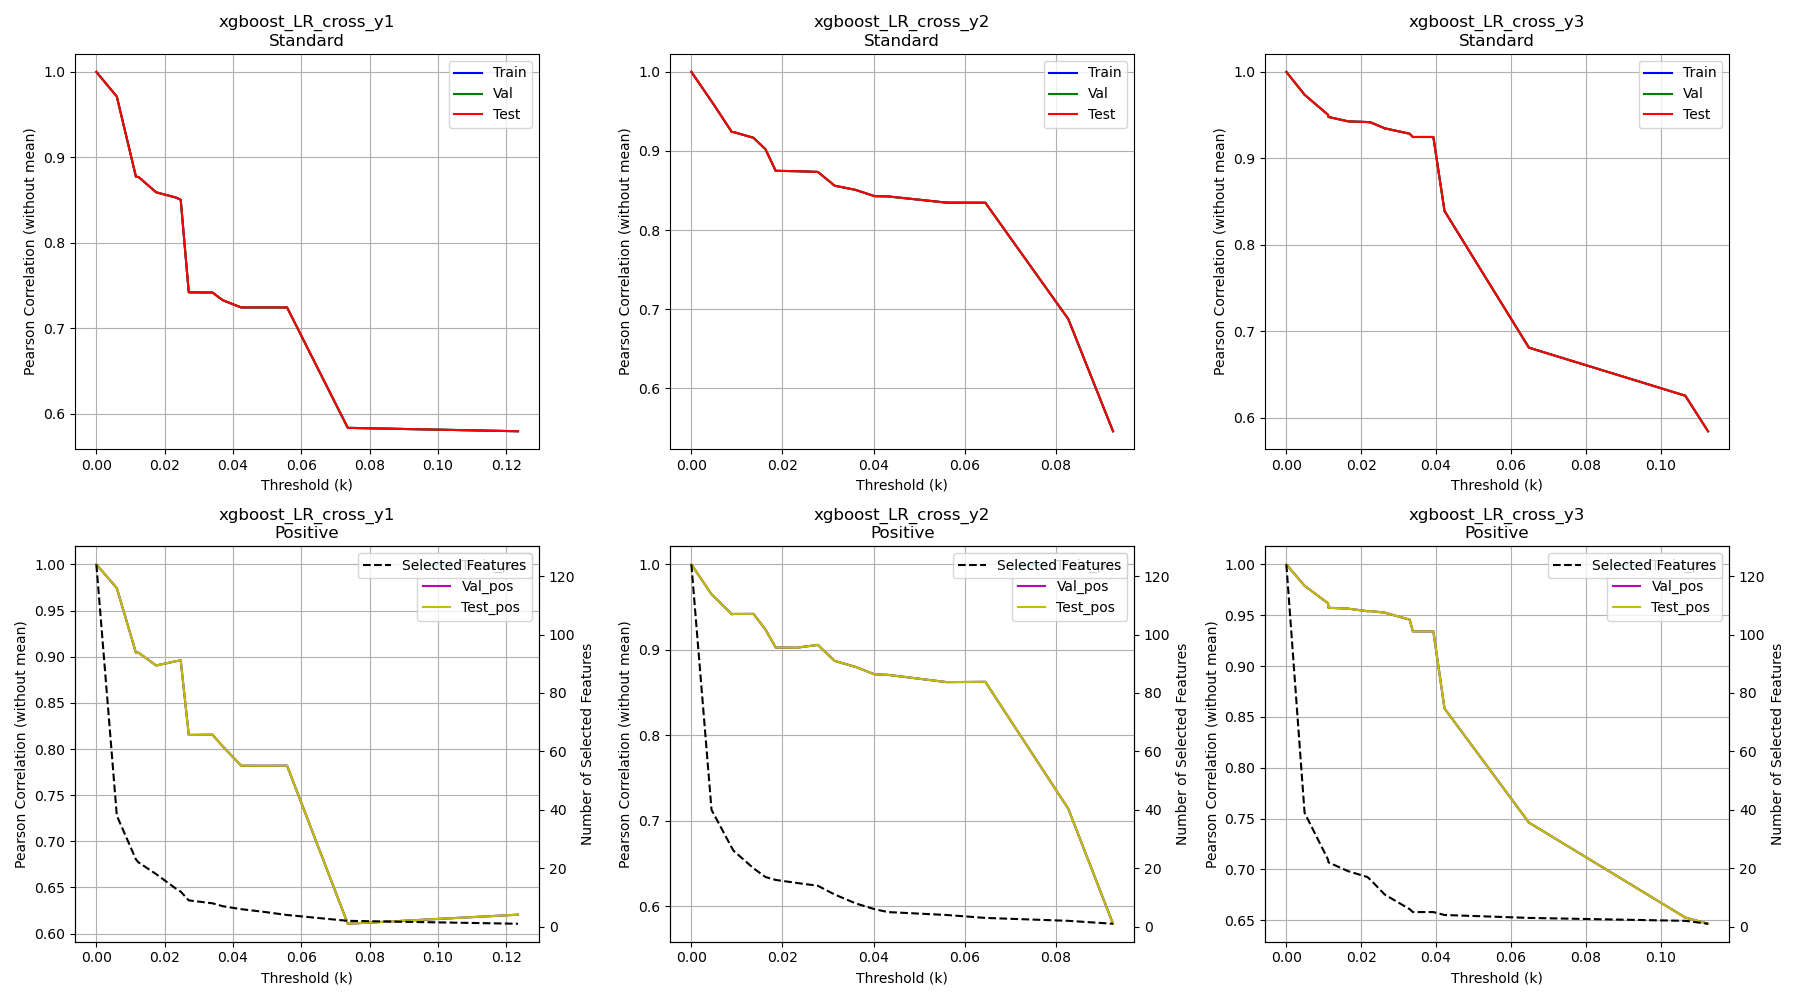 xgboost_LR_cross_y1
Standard
Pearson Correlation (without mean)
1.0
0.9
0.8
0.7
0.6
Train
Val
Test
0.00 0.02 0.04 0.06 0.08 0.10 0.12
Threshold (k)
xgboost_LR_cross_y2
Standard
Pearson Correlation (without mean)
1.0
0.9
0.8
0.7
0.6
Train
Val
Test
0.00 0.02 0.04 0.06 0.08
Threshold (k)
xgboost_LR_cross_y3
Standard
Pearson Correlation (without mean)
1.0
0.9
0.8
0.7
0.6
Train
Val
Test
0.00 0.02 0.04 0.06 0.08 0.10
Threshold (k)
xgboost_LR_cross_y1
Positive
Pearson Correlation (without mean)
1.00
0.95
0.90
0.85
0.80
0.75
0.70
0.65
0.60
Selected Features
Val_pos
Test_pos
120
100
80
60
40
20
0
Number of Selected Features
0.00 0.02 0.04 0.06 0.08 0.10 0.12
Threshold (k)
xgboost_LR_cross_y2
Positive
Pearson Correlation (without mean)
1.0
0.9
0.8
0.7
0.6
Selected Features
Val_pos
Test_pos
120
100
80
60
40
20
0
Number of Selected Features
0.00 0.02 0.04 0.06 0.08
Threshold (k)
xgboost_LR_cross_y3
Positive
Pearson Correlation (without mean)
1.00
0.95
0.90
0.85
0.80
0.75
0.70
0.65
Selected Features
Val_pos
Test_pos
120
100
80
60
40
20
0
Number of Selected Features
0.00 0.02 0.04 0.06 0.08 0.10
Threshold (k)